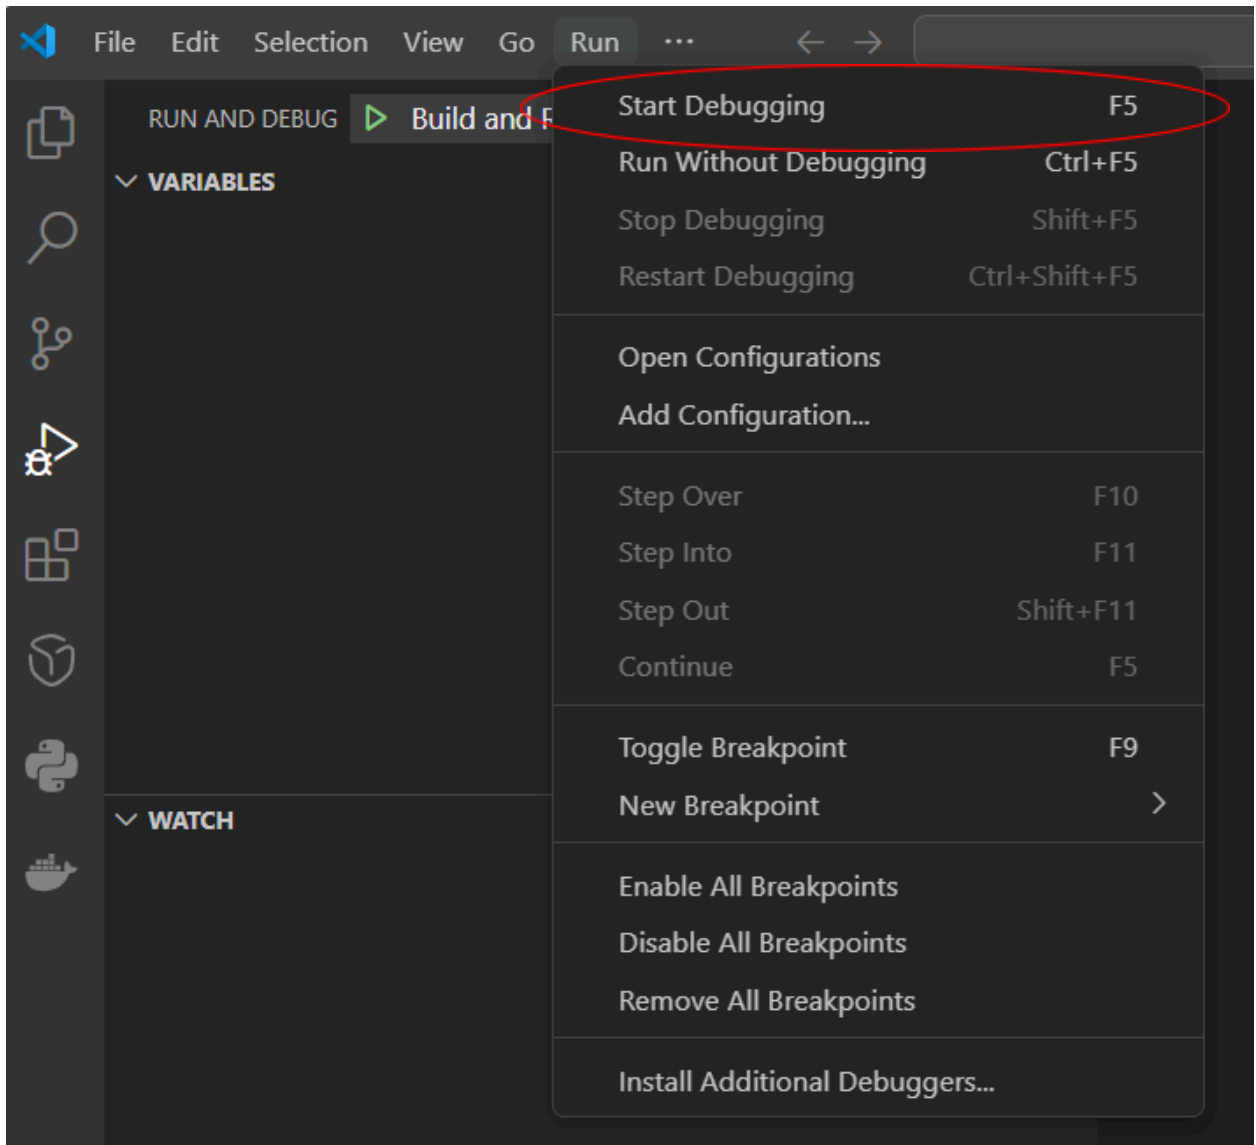 File Edit Selection View Go Run ...
RUN AND DEBUG Build and
VARIABLES
WATCH
Start Debugging F5
Run Without Debugging Ctrl+F5
Stop Debugging Shift+F5
Restart Debugging Ctrl+Shift+F5
Open Configurations
Add Configuration...
Step Over F10
Step Into F11
Step Out Shift+F11
Continue F5
Toggle Breakpoint F9
New Breakpoint
Enable All Breakpoints
Disable All Breakpoints
Remove All Breakpoints
Install Additional Debuggers...